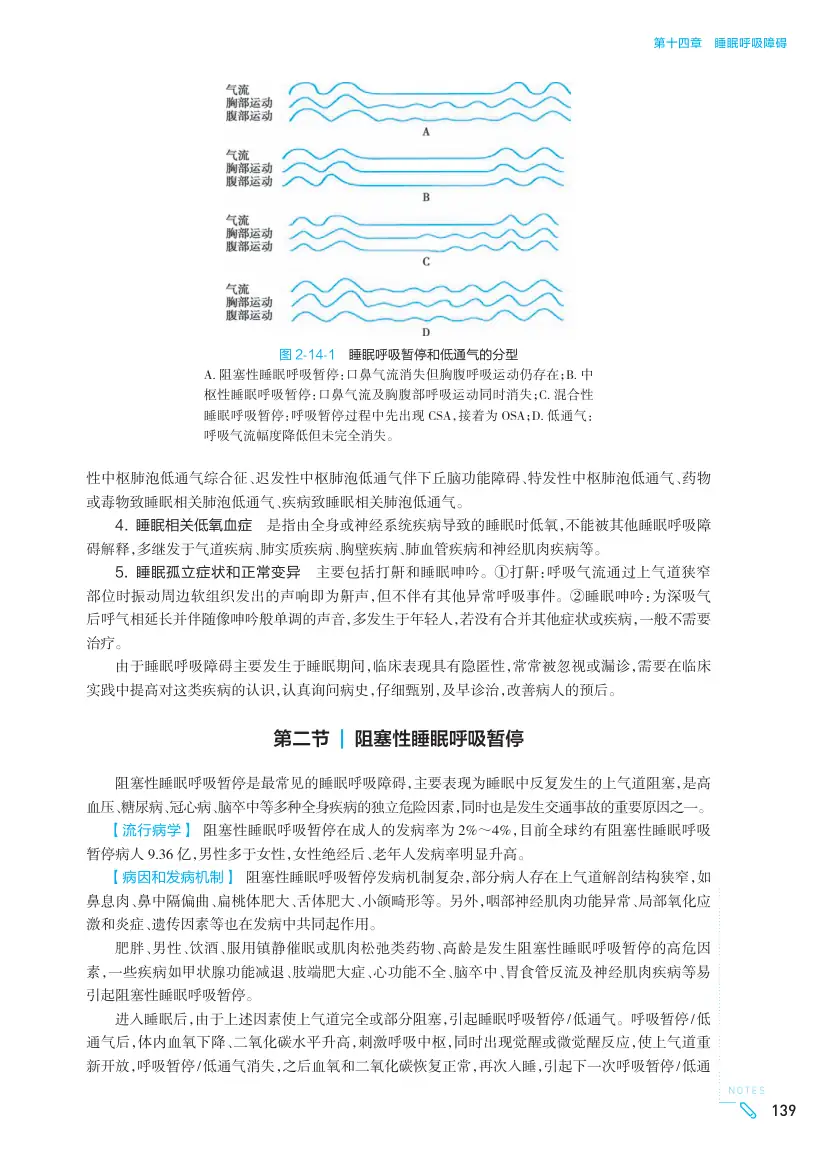 第十四章 睡眠呼吸障碍
气流
胸部运动
腹部运动
A
气流
胸部运动
腹部运动
B
气流
胸部运动
腹部运动
C
气流
胸部运动
腹部运动
D
图 2-14-1 睡眠呼吸暂停和低通气的分型
A. 阻塞性睡眠呼吸暂停:口鼻气流消失但胸腹呼吸运动仍存在;B. 中
枢性睡眠呼吸暂停:口鼻气流及胸腹部呼吸运动同时消失;C. 混合性
睡眠呼吸暂停:呼吸暂停过程中先出现 CSA,接着为 OSA;D. 低通气:
呼吸气流幅度降低但未完全消失。
性中枢肺泡低通气综合征、迟发性中枢肺泡低通气伴下丘脑功能障碍、特发性中枢肺泡低通气、药物
或毒物致睡眠相关肺泡低通气、疾病致睡眠相关肺泡低通气。
4. 睡眠相关低氧血症 是指由全身或神经系统疾病导致的睡眠时低氧,不能被其他睡眠呼吸障
碍解释,多继发于气道疾病、肺实质疾病、胸壁疾病、肺血管疾病和神经肌肉疾病等。
5. 睡眠孤立症状和正常变异 主要包括打鼾和睡眠呻吟。①打鼾:呼吸气流通过上气道狭窄
部位时振动周边软组织发出的声响即为鼾声,但不伴有其他异常呼吸事件。②睡眠呻吟:为深吸气
后呼气相延长并伴随像呻吟般单调的声音,多发生于年轻人,若没有合并其他症状或疾病,一般不需要
治疗。
由于睡眠呼吸障碍主要发生于睡眠期间,临床表现具有隐匿性,常常被忽视或漏诊,需要在临床
实践中提高对这类疾病的认识,认真询问病史,仔细甄别,及早诊治,改善病人的预后。
第二节 | 阻塞性睡眠呼吸暂停
阻塞性睡眠呼吸暂停是最常见的睡眠呼吸障碍,主要表现为睡眠中反复发生的上气道阻塞,是高
血压、糖尿病、冠心病、脑卒中等多种全身疾病的独立危险因素,同时也是发生交通事故的重要原因之一。
【流行病学】 阻塞性睡眠呼吸暂停在成人的发病率为 2%～4%,目前全球约有阻塞性睡眠呼吸
暂停病人 9.36 亿,男性多于女性,女性绝经后、老年人发病率明显升高。
【病因和发病机制】 阻塞性睡眠呼吸暂停发病机制复杂,部分病人存在上气道解剖结构狭窄,如
鼻息肉、鼻中隔偏曲、扁桃体肥大、舌体肥大、小颌畸形等。另外,咽部神经肌肉功能异常、局部氧化应
激和炎症、遗传因素等也在发病中共同起作用。
肥胖、男性、饮酒、服用镇静催眠或肌肉松弛类药物、高龄是发生阻塞性睡眠呼吸暂停的高危因
素,一些疾病如甲状腺功能减退、肢端肥大症、心功能不全、脑卒中、胃食管反流及神经肌肉疾病等易
引起阻塞性睡眠呼吸暂停。
进入睡眠后,由于上述因素使上气道完全或部分阻塞,引起睡眠呼吸暂停/低通气。呼吸暂停/低
通气后,体内血氧下降、二氧化碳水平升高,刺激呼吸中枢,同时出现觉醒或微觉醒反应,使上气道重
新开放,呼吸暂停/低通气消失,之后血氧和二氧化碳恢复正常,再次入睡,引起下一次呼吸暂停/低通
NOTES
139